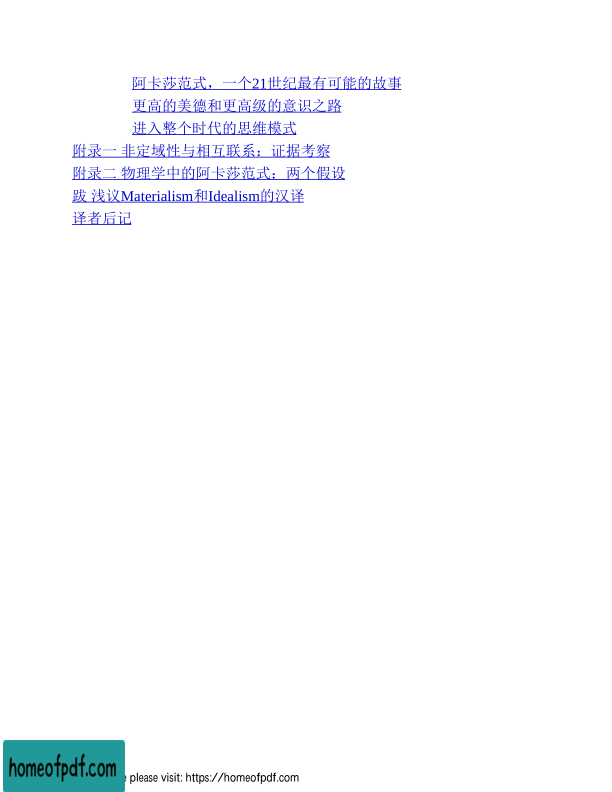 阿卡莎范式，一个21世纪最有可能的故事
更高的美德和更高级的意识之路
进入整个时代的思维模式
附录一 非定域性与相互联系：证据考察
附录二 物理学中的阿卡莎范式：两个假设
跋 浅议Materialism和Idealism的汉译
译者后记
homeofpdf.com
e please visit: https://homeofpdf.com